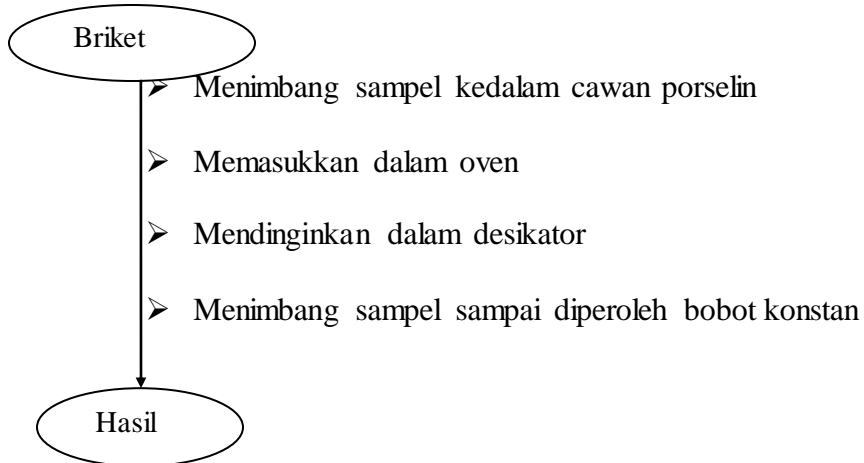 Briket
Menimbang sampel kedalam cawan porselin
Memasukkan dalam oven
Mendinginkan dalam desikator
Menimbang sampel sampai diperoleh bobot konstan
Hasil